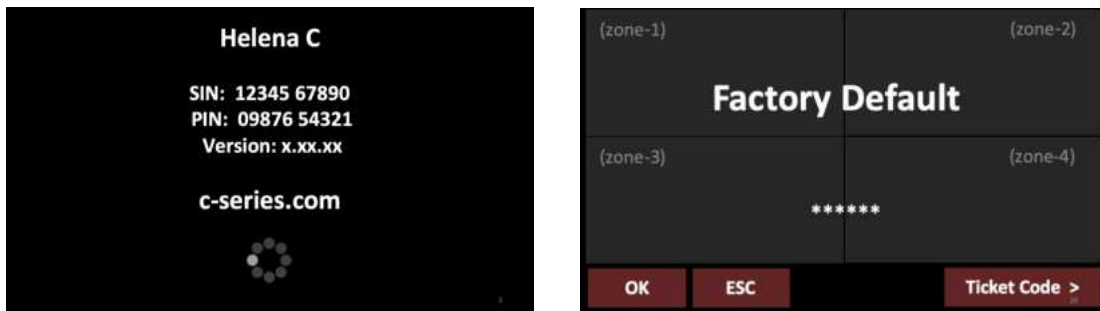 Helena C
SIN: 12345 67890
PIN: 09876 54321
Version: x.xx.xx
c-series.com
(zone-1) (zone-2)
Factory Default
(zone-3) (zone-4)
******
OK ESC Ticket Code >